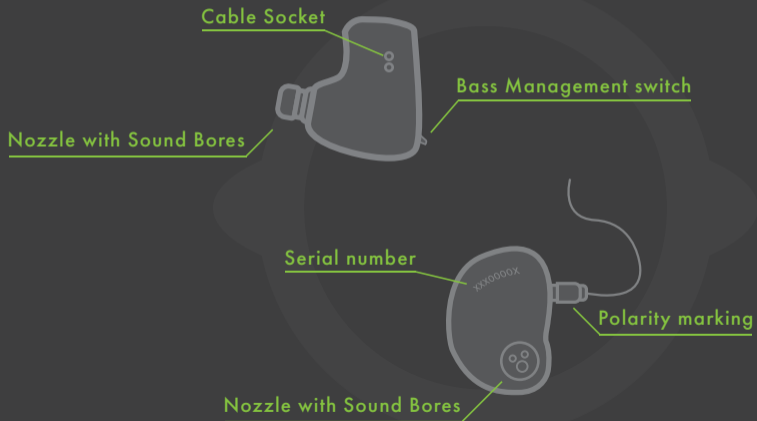 Cable Socket
Bass Management switch
Nozzle with Sound Bores
Serial number
XXX0000X
Polarity marking
Nozzle with Sound Bores